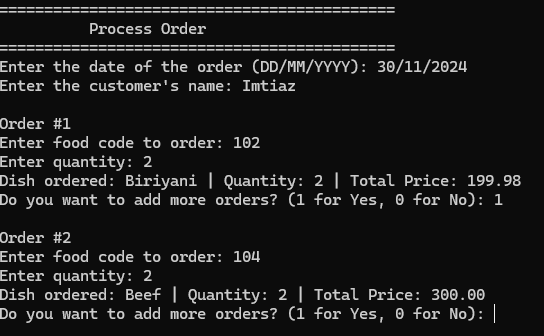 ============================================
Process Order
============================================
Enter the date of the order (DD/MM/YYYY): 30/11/2024
Enter the customer's name: Imtiaz
Order #1
Enter food code to order: 102
Enter quantity: 2
Dish ordered: Biriyani | Quantity: 2 | Total Price: 199.98
Do you want to add more orders? (1 for Yes, 0 for No): 1
Order #2
Enter food code to order: 104
Enter quantity: 2
Dish ordered: Beef | Quantity: 2 | Total Price: 300.00
Do you want to add more orders? (1 for Yes, 0 for No):